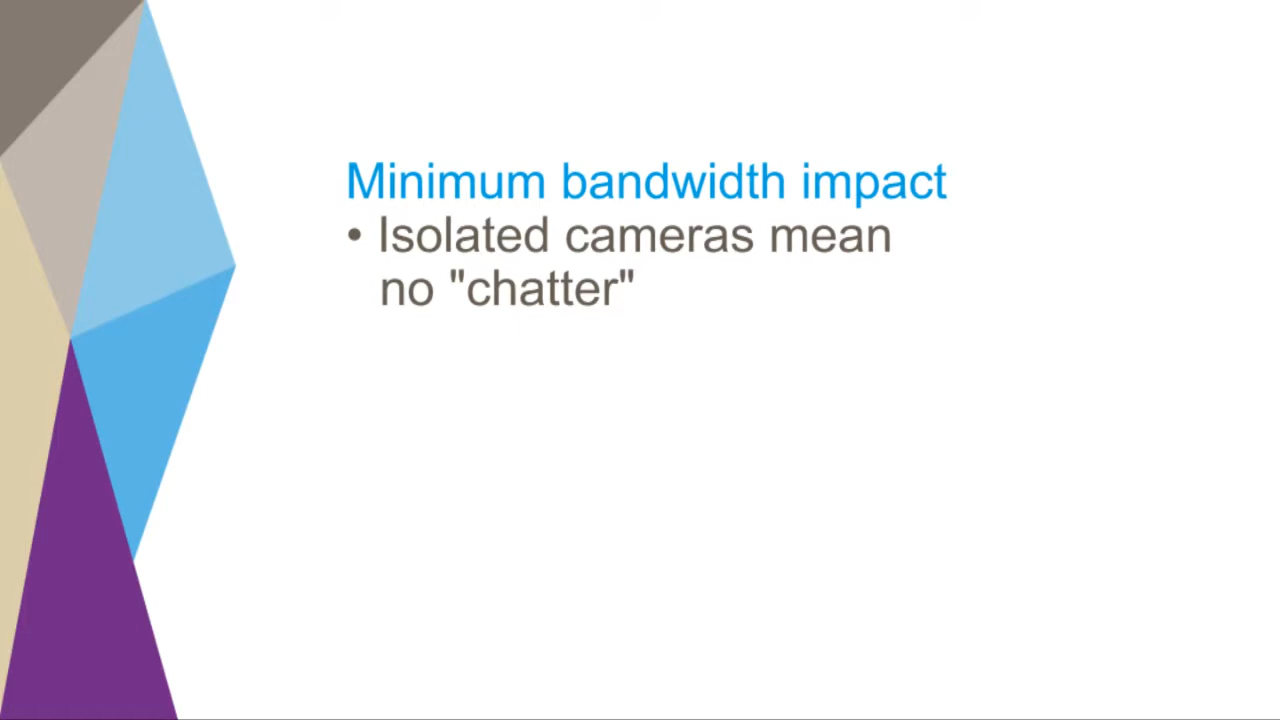 Minimum bandwidth impact
• Isolated cameras mean
no "chatter"